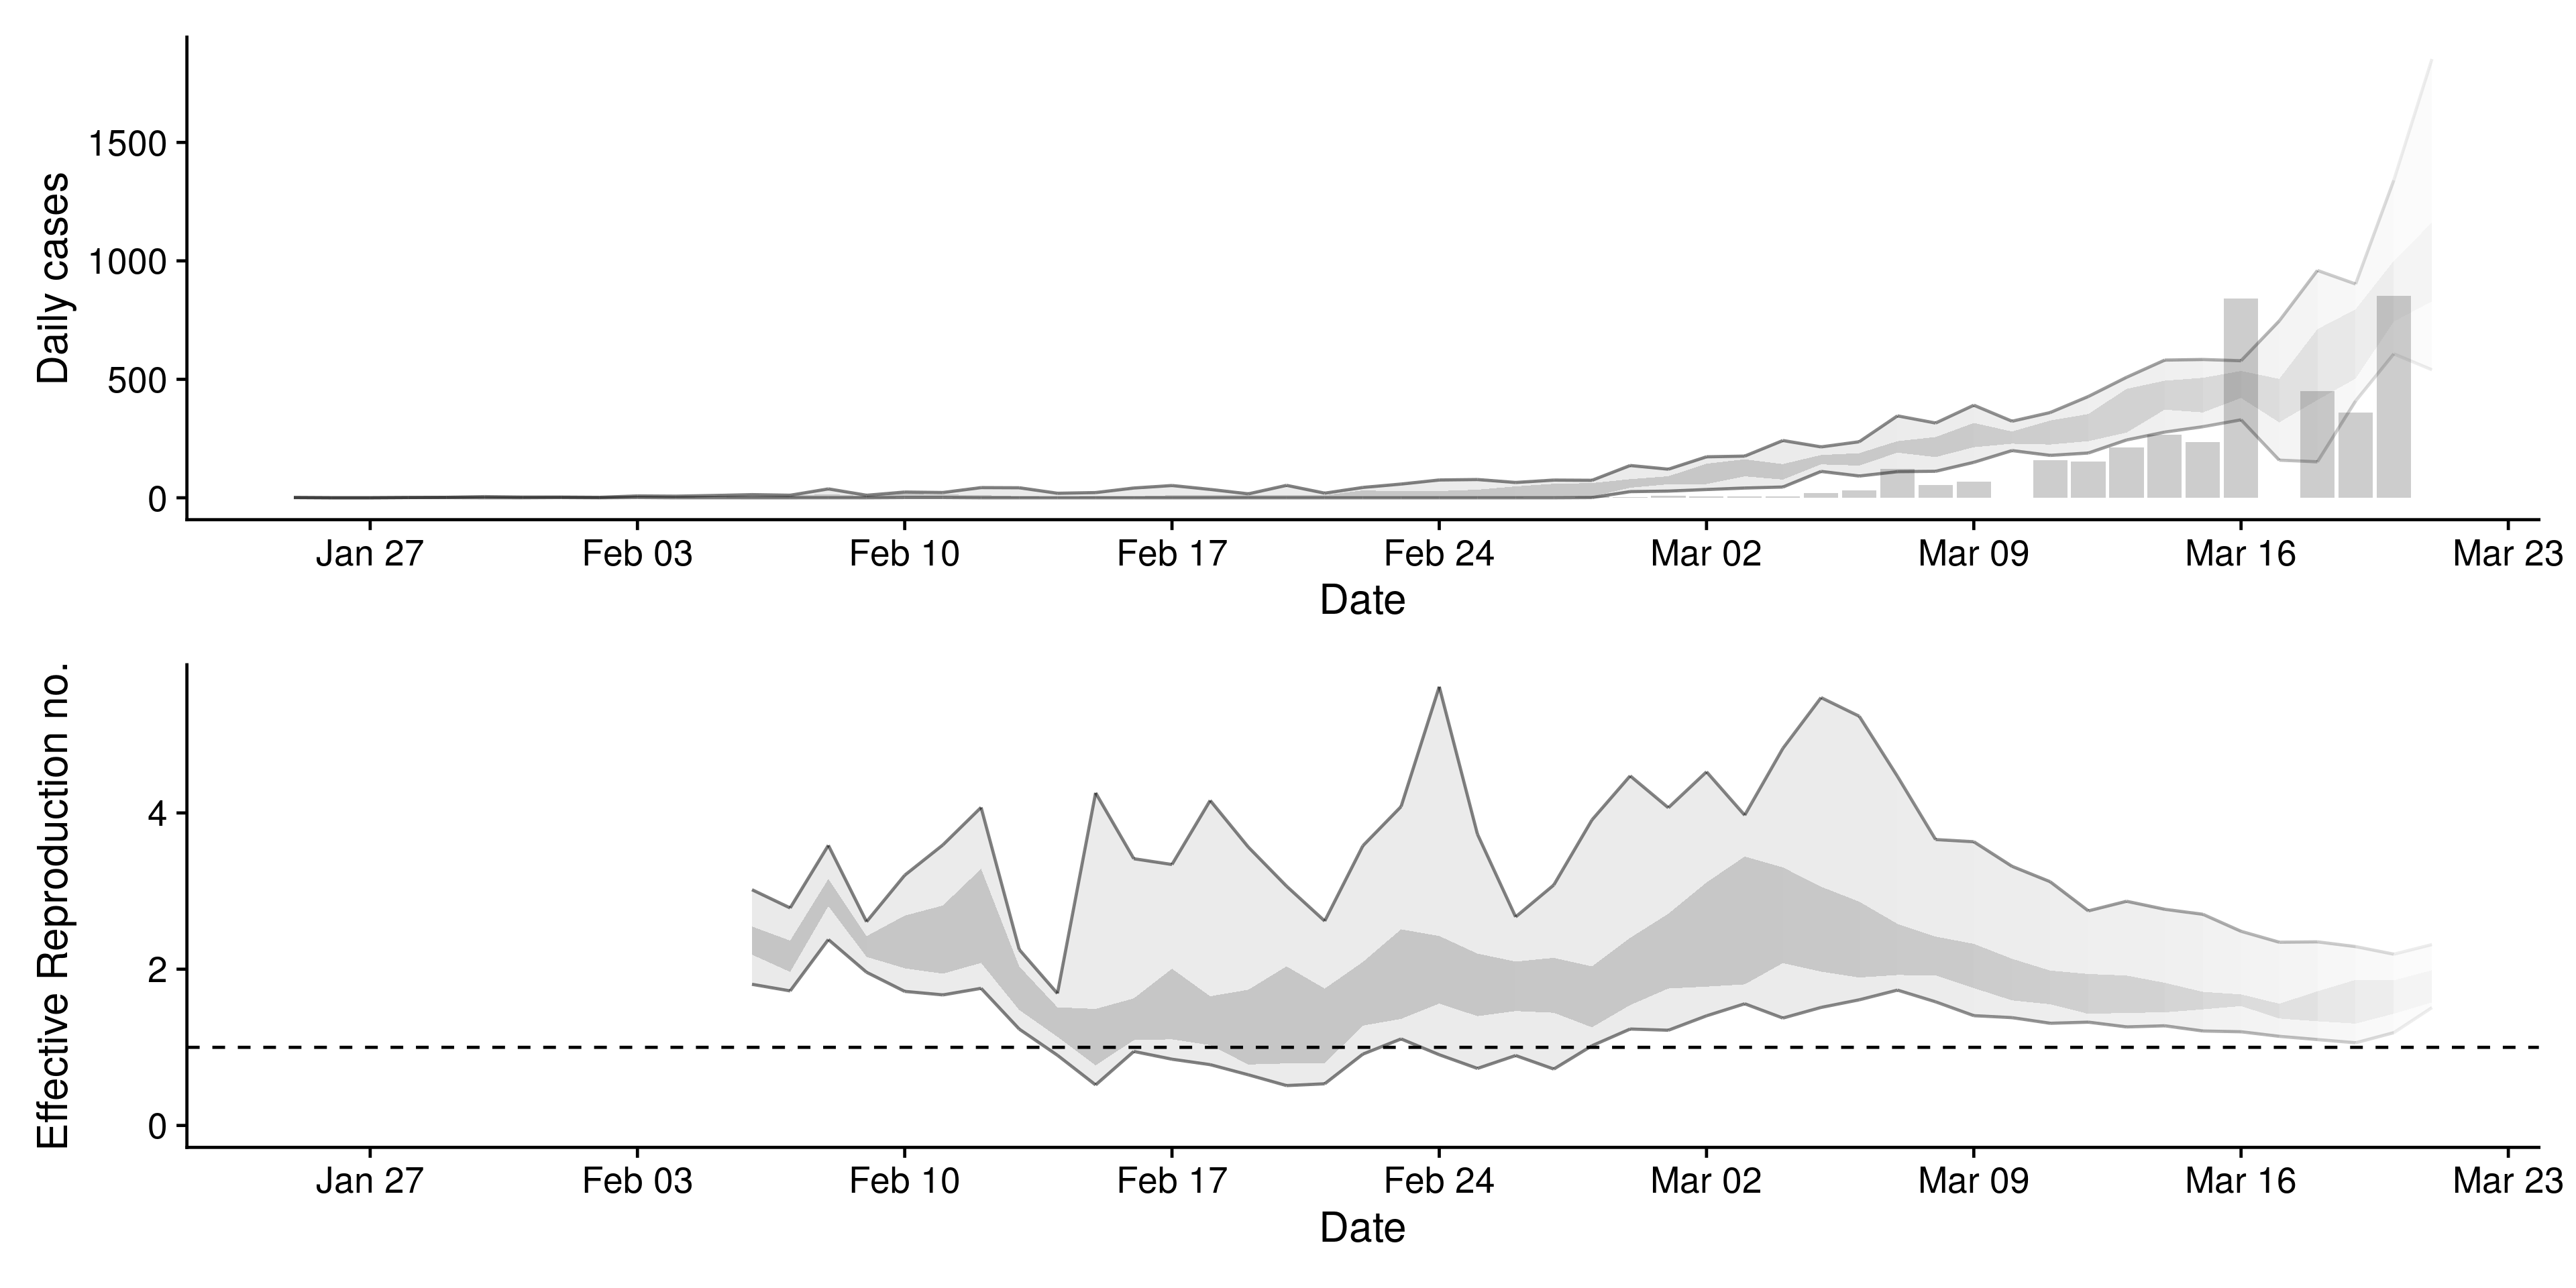 Daily cases
1500
1000
500
0
Jan 27 Feb 03 Feb 10 Feb 17 Feb 24 Mar 02 Mar 09 Mar 16 Mar 23
Date
Effective Reproduction no.
4
2
0
Jan 27 Feb 03 Feb 10 Feb 17 Feb 24 Mar 02 Mar 09 Mar 16 Mar 23
Date